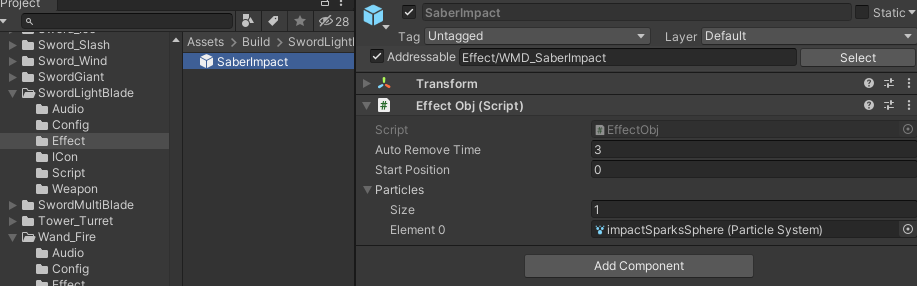 Project
28
Sword_Slash
Sword_Wind
SwordGiant
SwordLightBlade
Audio
Config
Effect
ICon
Script
Weapon
SwordMultiBlade
Tower_Turret
Wand_Fire
Audio
Config
Effect
Assets > Build > SwordLight
SaberImpact
SaberImpact
Static
Tag Untagged Layer Default
Addressable Effect/WMD_SaberImpact Select
Transform
Effect Obj (Script)
Script EffectObj
Auto Remove Time 3
Start Position 0
Particles
Size 1
Element 0 impactSparksSphere (Particle System)
Add Component